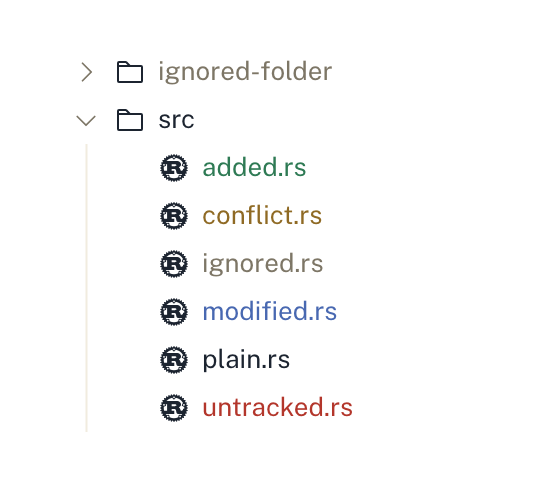 ignored-folder
src
added.rs
conflict.rs
ignored.rs
modified.rs
plain.rs
untracked.rs